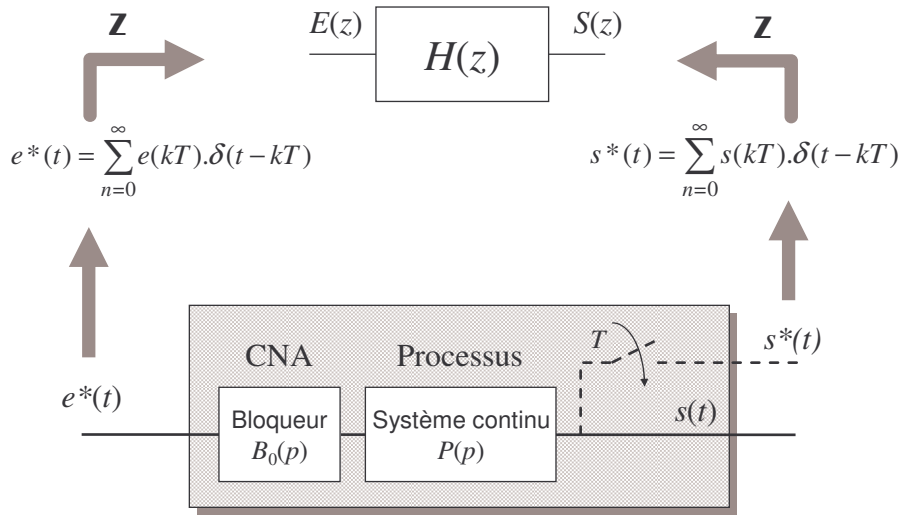 Z
E(z)
H(z)
S(z)
Z
e*(t) = ∑_{n=0}^{∞} e(kT).δ(t − kT)
s*(t) = ∑_{n=0}^{∞} s(kT).δ(t − kT)
CNA
Processus
T
s*(t)
e*(t)
Bloqueur
B₀(p)
Système continu
P(p)
s(t)